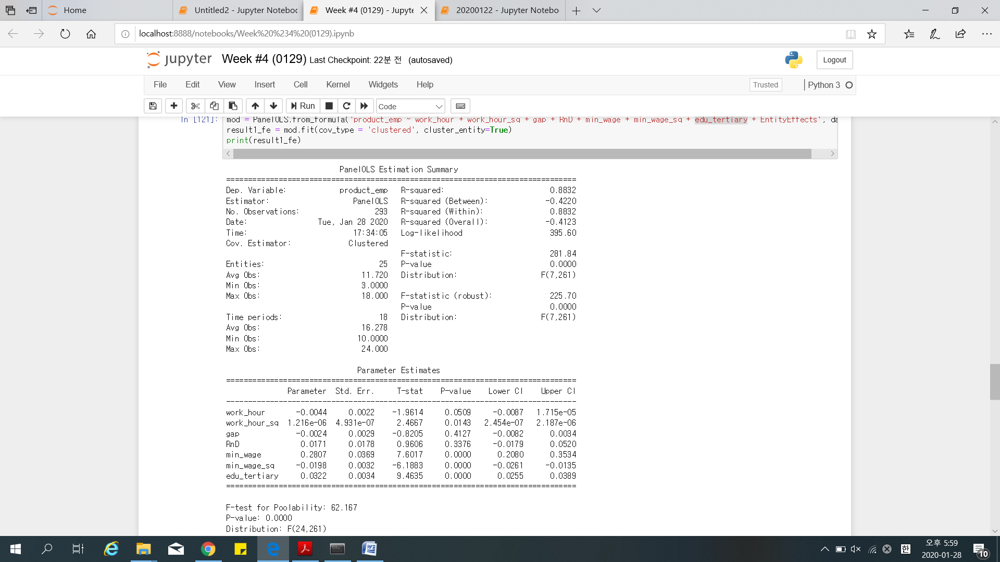 Home
Untitled2 - Jupyter Noteboo
Week #4 (0129) - Jupyte
20200122 - Jupyter Notebo
localhost:8888/notebooks/Week%20%234%20(0129).ipynb
jupyter Week #4 (0129) Last Checkpoint: 22분 전 (autosaved)
Logout
File Edit View Insert Cell Kernel Widgets Help
Trusted
Python 3
Run
Code
In [121]: mod = PanelOLS.from_formula('product_emp ~ work_hour + work_hour_sq + gap + RnD + min_wage + min_wage_sq + edu_tertiary + EntityEffects', da
result1_fe = mod.fit(cov_type = 'clustered', cluster_entity=True)
print(result1_fe)
PanelOLS Estimation Summary
================================================================================
Dep. Variable: product_emp R-squared: 0.8832
Estimator: PanelOLS R-squared (Between): -0.4220
No. Observations: 293 R-squared (Within): 0.8832
Date: Tue, Jan 28 2020 R-squared (Overall): -0.4123
Time: 17:34:05 Log-likelihood 395.60
Cov. Estimator: Clustered
F-statistic: 281.84
Entities: 25 P-value 0.0000
Avg Obs: 11.720 Distribution: F(7,261)
Min Obs: 3.0000
Max Obs: 18.000 F-statistic (robust): 225.70
P-value 0.0000
Time periods: 18 Distribution: F(7,261)
Avg Obs: 16.278
Min Obs: 10.0000
Max Obs: 24.000
Parameter Estimates
================================================================================
Parameter Std. Err. T-stat P-value Lower CI Upper CI
--------------------------------------------------------------------------------
work_hour -0.0044 0.0022 -1.9614 0.0509 -0.0087 1.715e-05
work_hour_sq 1.216e-06 4.931e-07 2.4667 0.0143 2.454e-07 2.187e-06
gap -0.0024 0.0029 -0.8205 0.4127 -0.0082 0.0034
RnD 0.0171 0.0178 0.9606 0.3376 -0.0179 0.0520
min_wage 0.2807 0.0369 7.6017 0.0000 0.2080 0.3534
min_wage_sq -0.0198 0.0032 -6.1883 0.0000 -0.0261 -0.0135
edu_tertiary 0.0322 0.0034 9.4635 0.0000 0.0255 0.0389
================================================================================
F-test for Poolability: 62.167
P-value: 0.0000
Distribution: F(24,261)
한
오후 5:59
2020-01-28
10